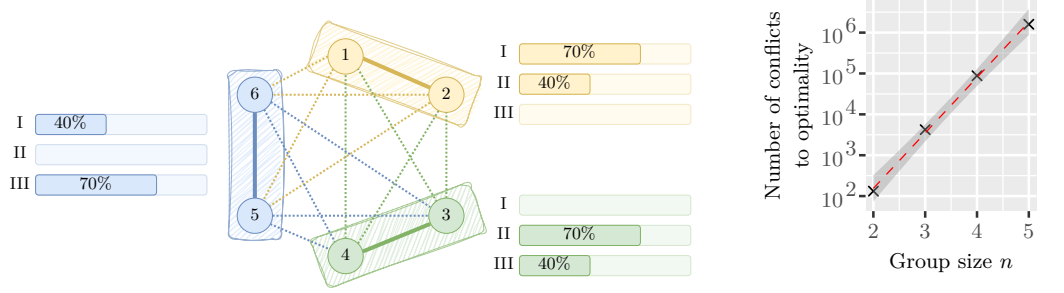 I 40%
II
III 70%
1
2
3
4
5
6
I 70%
II 40%
III
I
II 70%
III 40%
Number of conflicts
to optimality
10^6
10^5
10^4
10^3
10^2
2 3 4 5
Group size n